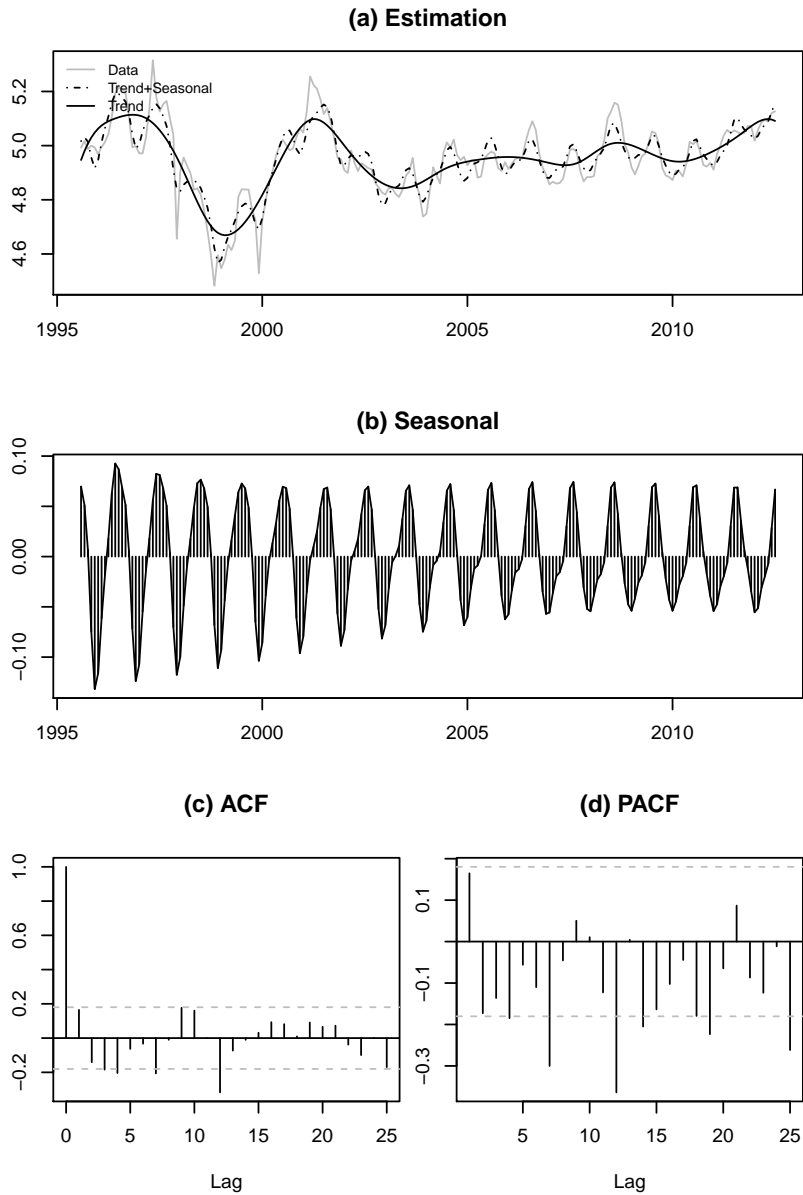 (a) Estimation
Data
Trend+Seasonal
Trend
5.2
5.0
4.8
4.6
1995 2000 2005 2010
(b) Seasonal
0.10
0.00
−0.10
1995 2000 2005 2010
(c) ACF
1.0
0.6
0.2
−0.2
0 5 10 15 20 25
Lag
(d) PACF
0.1
−0.1
−0.3
5 10 15 20 25
Lag